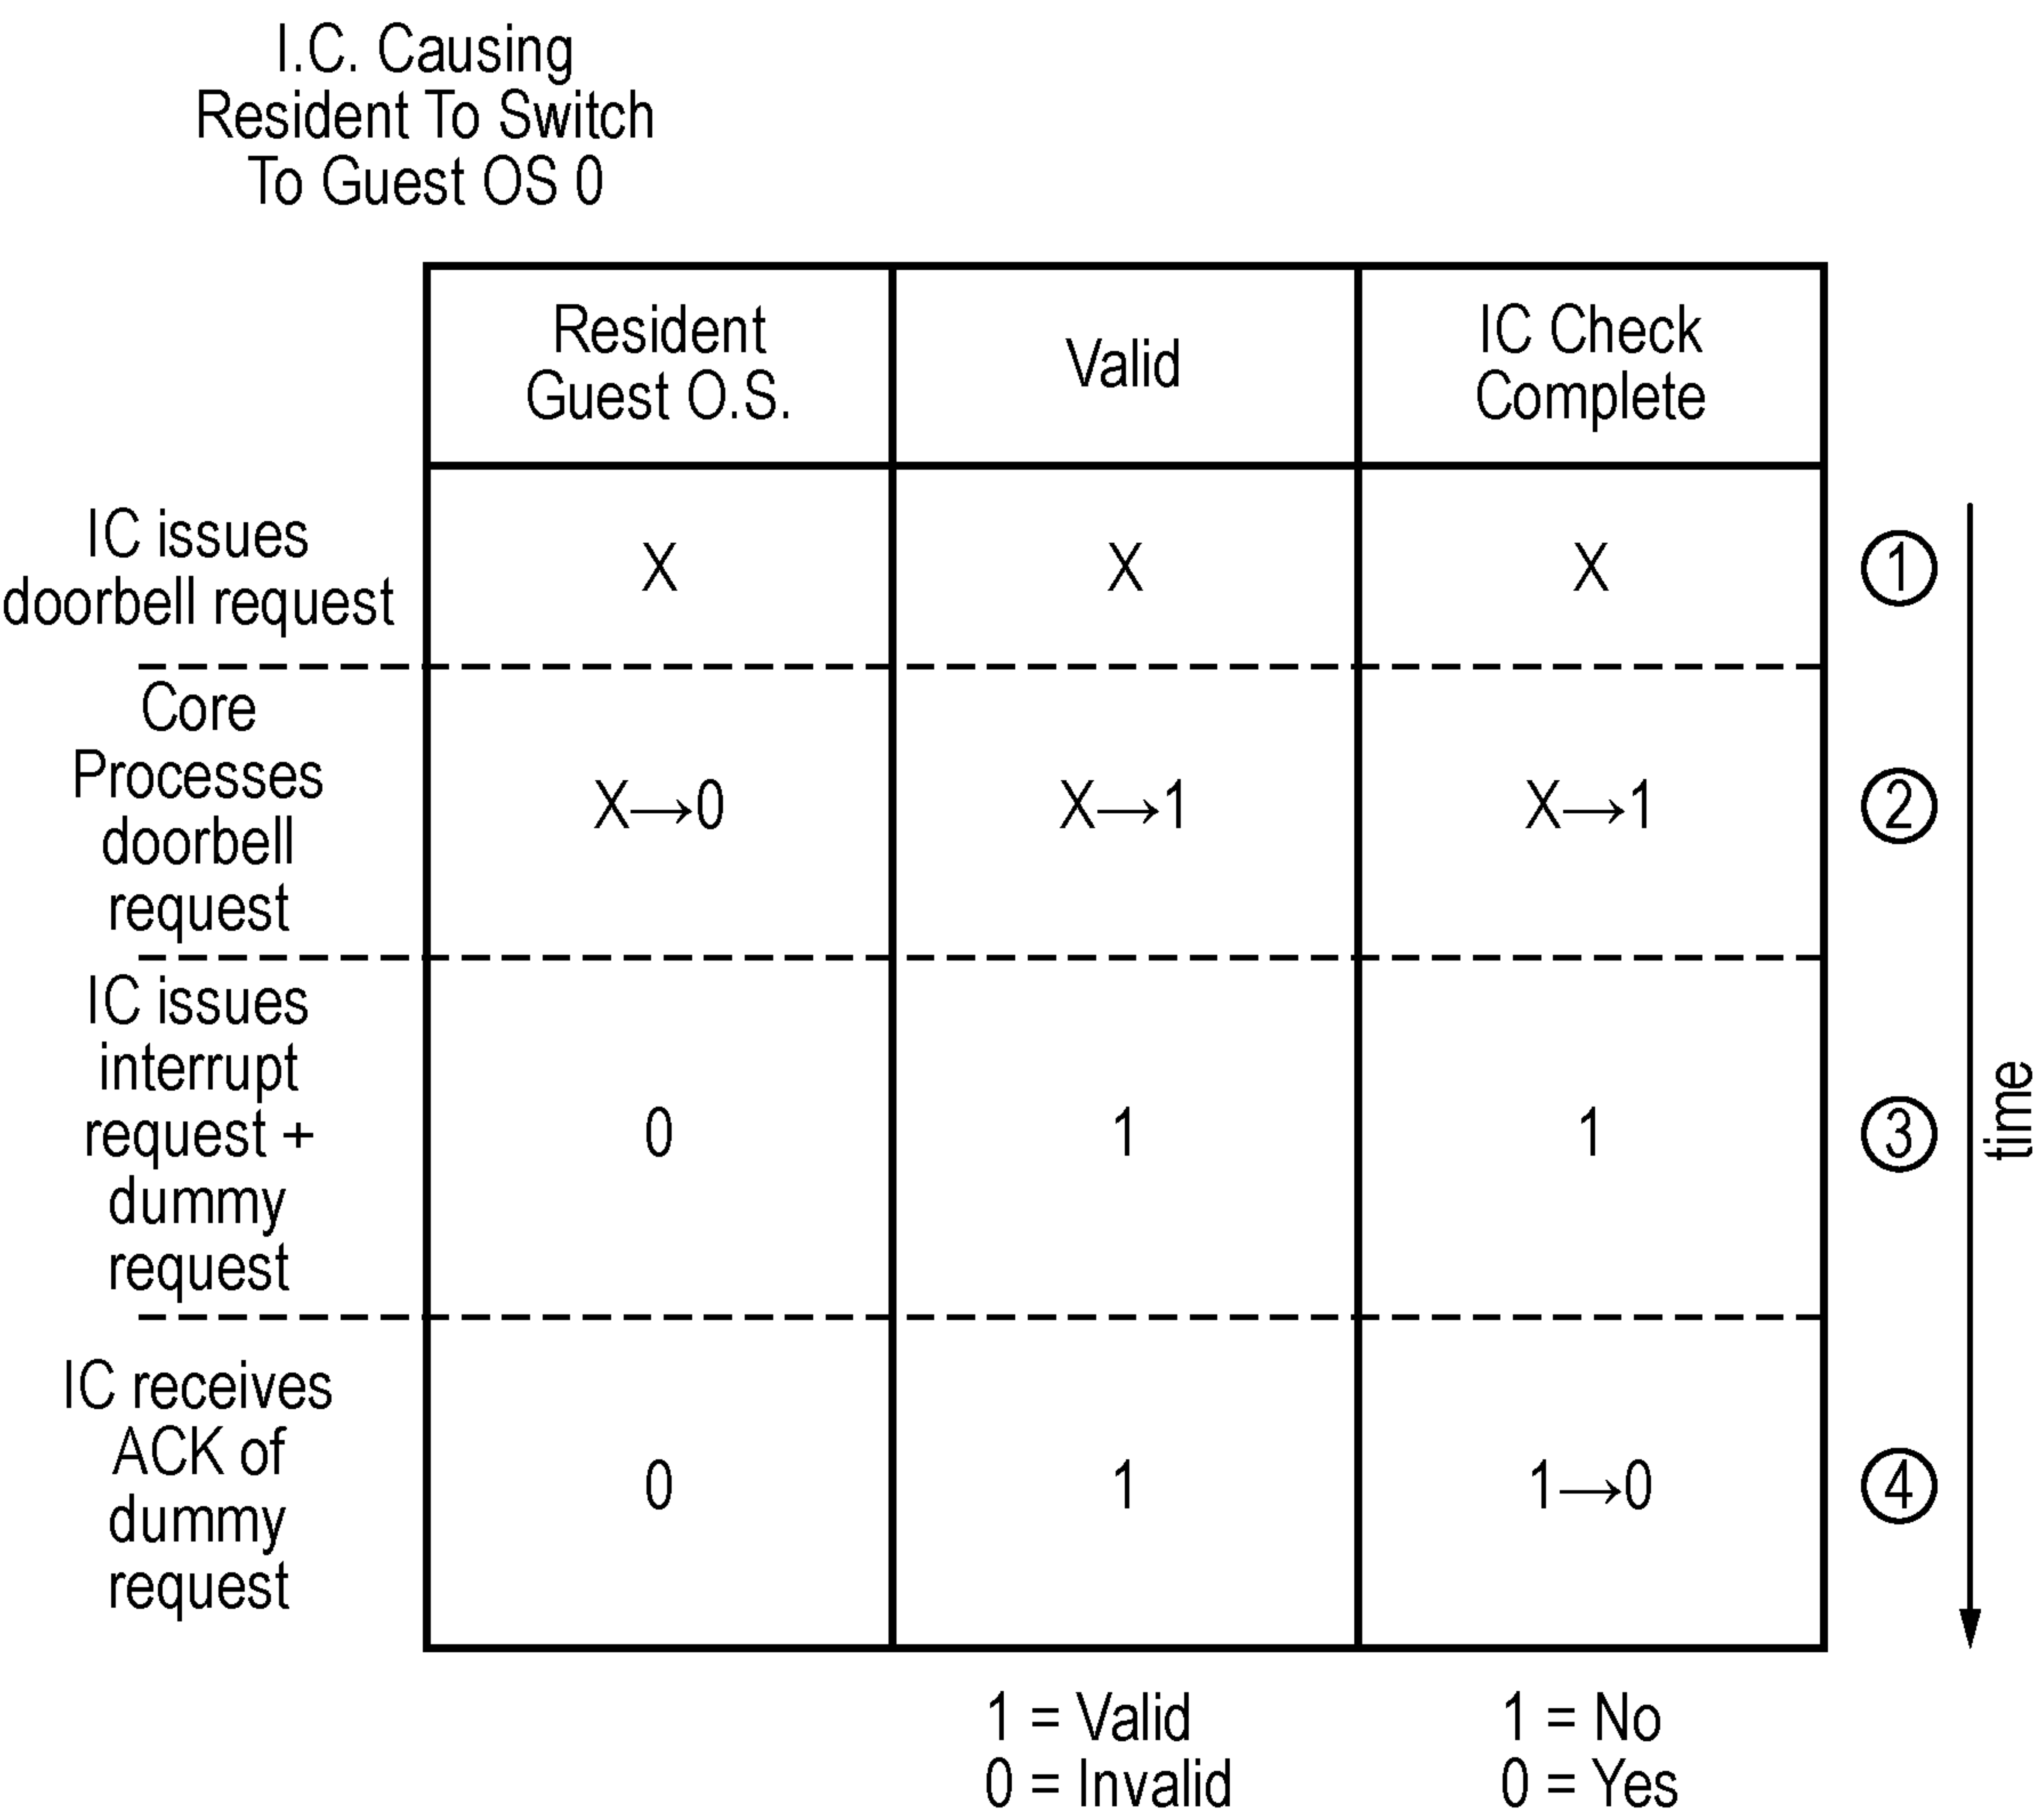 I.C. Causing
Resident To Switch
To Guest OS 0
Resident
Guest O.S.
Valid
IC Check
Complete
IC issues
doorbell request
X
X
X
1
Core
Processes
doorbell
request
X→0
X→1
X→1
2
IC issues
interrupt
request +
dummy
request
0
1
1
3
IC receives
ACK of
dummy
request
0
1
1→0
4
time
1 = Valid
0 = Invalid
1 = No
0 = Yes